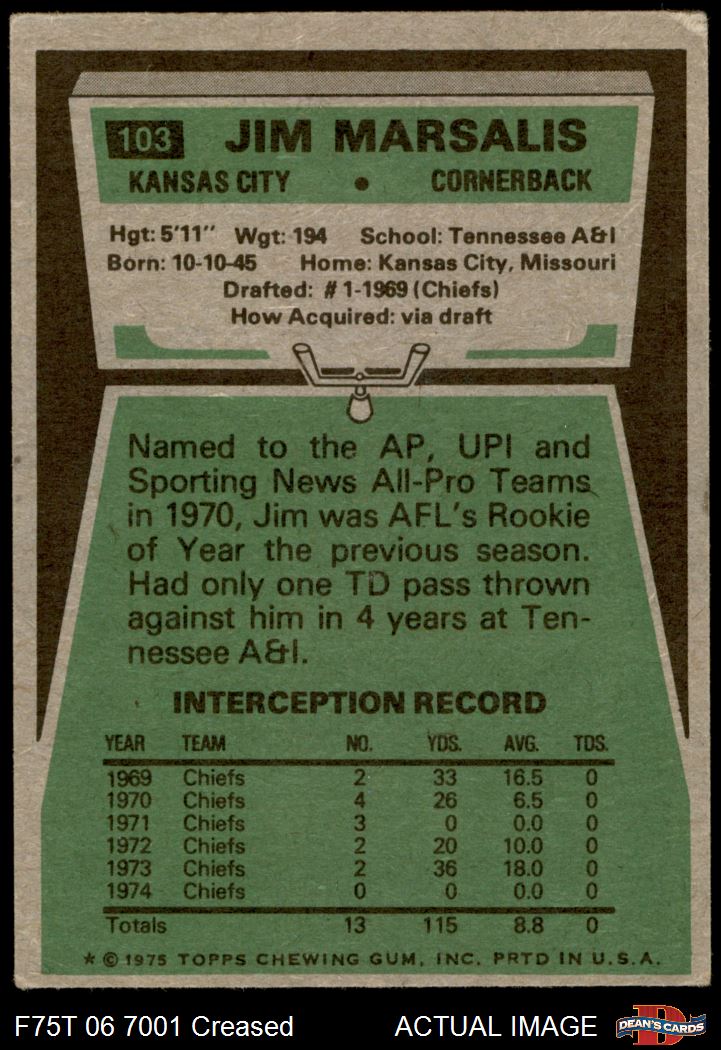 103 JIM MARSALIS
KANSAS CITY • CORNERBACK
Hgt: 5'11" Wgt: 194 School: Tennessee A&I
Born: 10-10-45 Home: Kansas City, Missouri
Drafted: # 1-1969 (Chiefs)
How Acquired: via draft
Named to the AP, UPI and
Sporting News All-Pro Teams
in 1970, Jim was AFL's Rookie
of Year the previous season.
Had only one TD pass thrown
against him in 4 years at Ten-
nessee A&I.
INTERCEPTION RECORD
YEAR TEAM NO. YDS. AVG. TDS.
1969 Chiefs 2 33 16.5 0
1970 Chiefs 4 26 6.5 0
1971 Chiefs 3 0 0.0 0
1972 Chiefs 2 20 10.0 0
1973 Chiefs 2 36 18.0 0
1974 Chiefs 0 0 0.0 0
Totals 13 115 8.8 0
* © 1975 TOPPS CHEWING GUM, INC. PRTD IN U.S.A.
F75T 06 7001 Creased ACTUAL IMAGE D DEAN'S CARDS